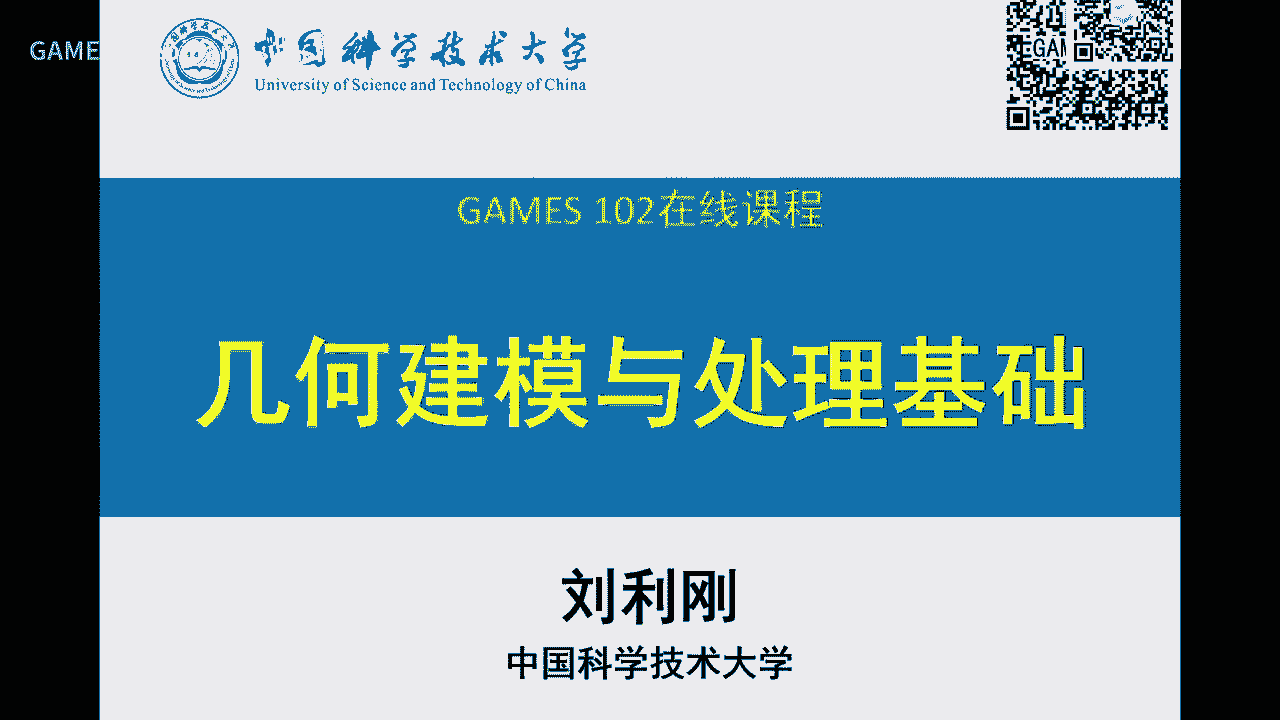 GAME
中国科学技术大学
University of Science and Technology of China
GAM
GAMES 102在线课程
几何建模与处理基础
刘利刚
中国科学技术大学